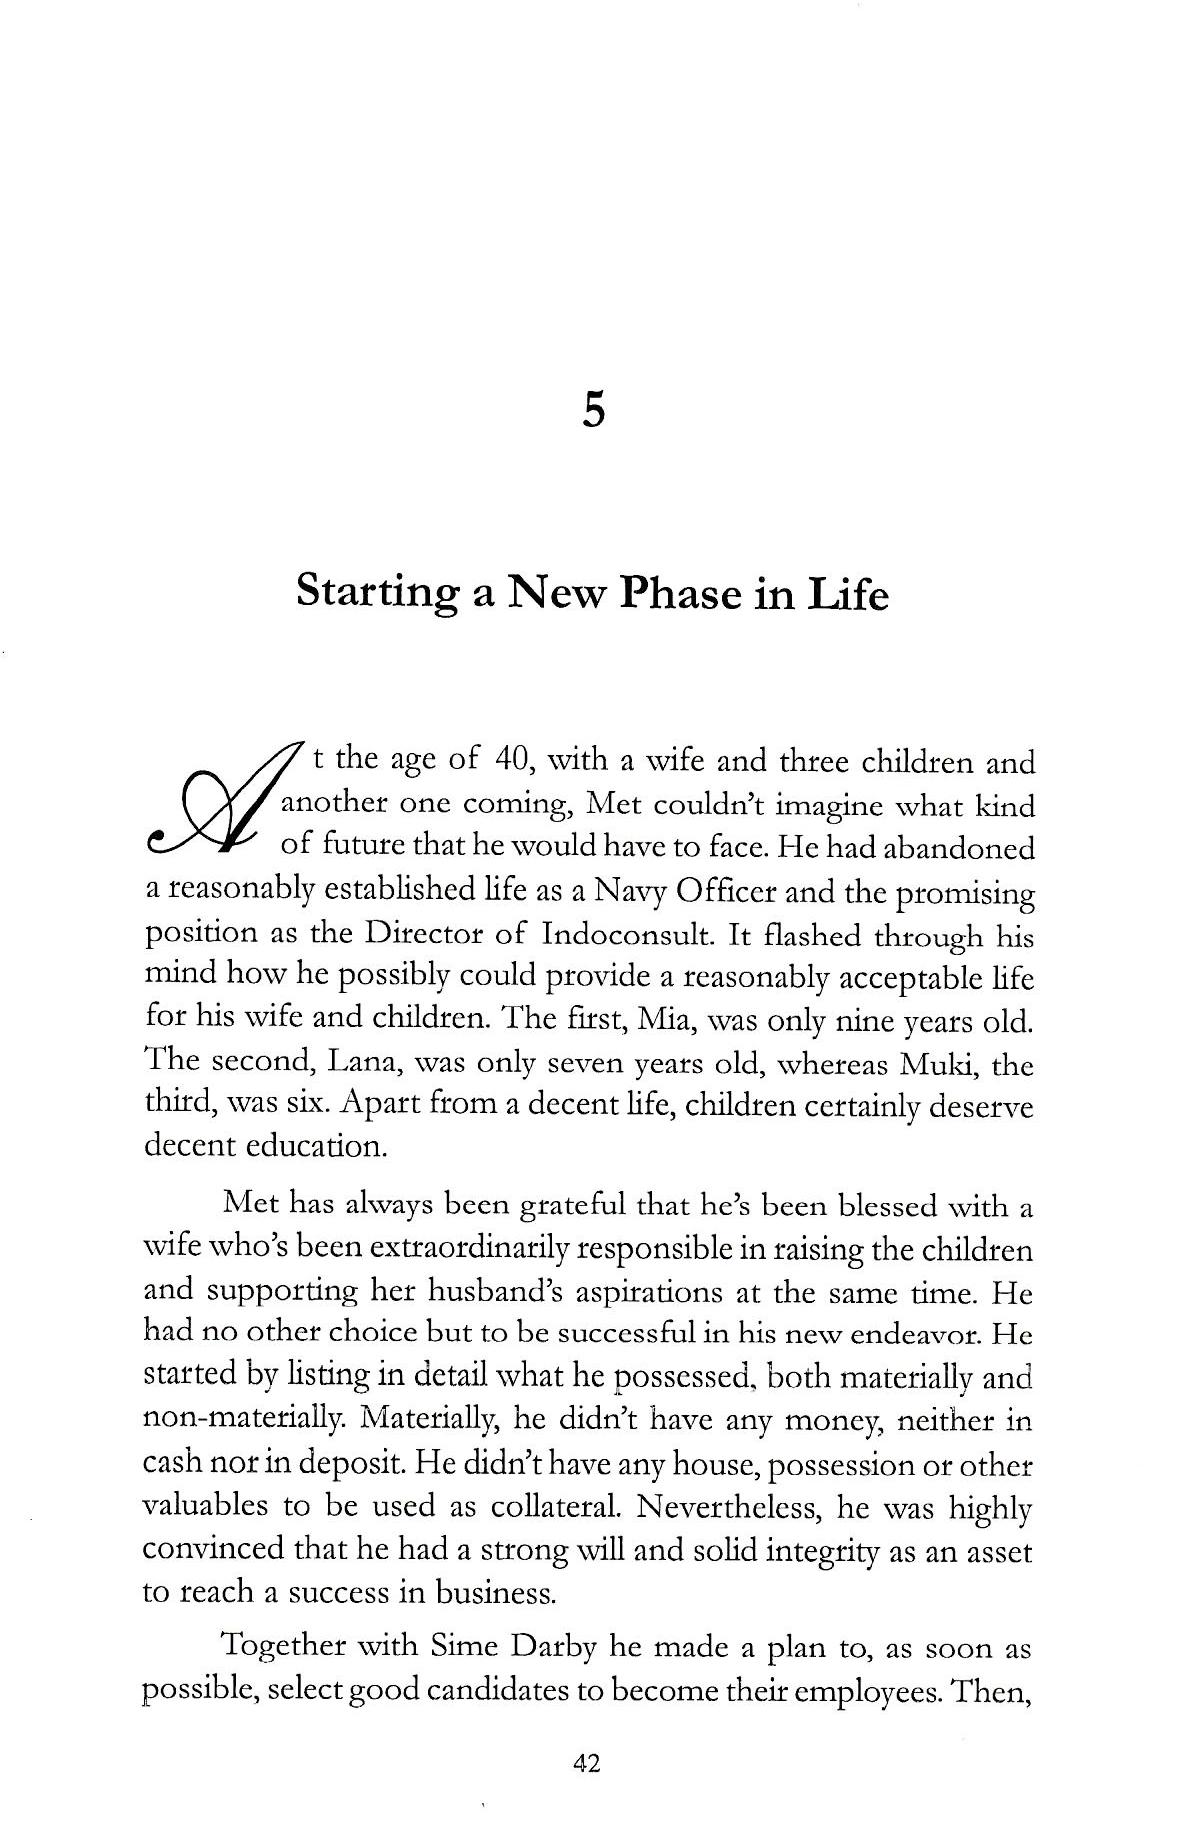 5
Starting a New Phase in Life
At the age of 40, with a wife and three children and
another one coming, Met couldn't imagine what kind
of future that he would have to face. He had abandoned
a reasonably established life as a Navy Officer and the promising
position as the Director of Indoconsult. It flashed through his
mind how he possibly could provide a reasonably acceptable life
for his wife and children. The first, Mia, was only nine years old.
The second, Lana, was only seven years old, whereas Muki, the
third, was six. Apart from a decent life, children certainly deserve
decent education.
Met has always been grateful that he's been blessed with a
wife who's been extraordinarily responsible in raising the children
and supporting her husband's aspirations at the same time. He
had no other choice but to be successful in his new endeavor. He
started by listing in detail what he possessed, both materially and
non-materially. Materially, he didn't have any money, neither in
cash nor in deposit. He didn't have any house, possession or other
valuables to be used as collateral. Nevertheless, he was highly
convinced that he had a strong will and solid integrity as an asset
to reach a success in business.
Together with Sime Darby he made a plan to, as soon as
possible, select good candidates to become their employees. Then,
42